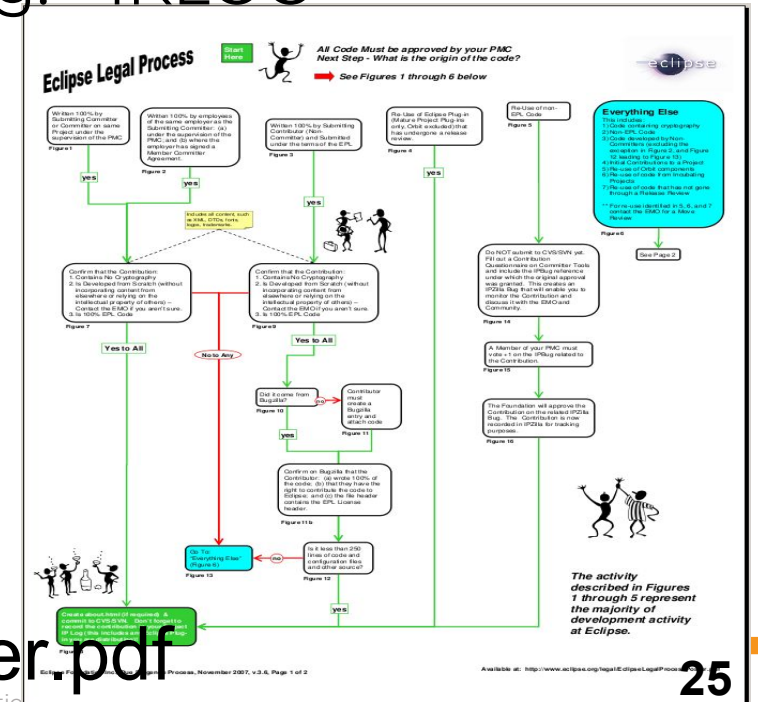 Eclipse Legal Process
Start
Here
All Code Must be approved by your PMC
Next Step - What is the origin of the code?
See Figures 1 through 6 below
eclipse
Written 100% by
Submitting Committer
or Committer on same
Project under the
supervision of the PMC
Figure 1
Written 100% by employees
of the same employer as the
Submitting Committer: (a)
under the supervision of the
PMC; and (b) where the
employer has signed a
Member Committer
Agreement.
Figure 2
Written 100% by Submitting
Contributor (Non-
Committer) and Submitted
under the terms of the EPL
Figure 3
Re-Use of Eclipse Plug-in
(Mature Project Plug-ins
only, Orbit excluded) that
has undergone a release
review.
Figure 4
Re-Use of non-
EPL Code
Figure 5
Everything Else
This includes
1) Code containing cryptography
2) Non-EPL Code
3) Code developed by Non-
Committers (excluding the
exception in Figure 2, and Figure
12 leading to Figure 13)
4) Initial Contributions to a Project
5) Re-use of Orbit components
6) Re-use of code from Incubating
Projects
7) Re-use of code that has not gone
through a Release Review
** For re-use identified in 5, 6, and 7
contact the EMO for a Move
Review
Figure 6
See Page 2
yes
yes
yes
yes
Includes all content, such
as XML, DTDs, fonts,
logos, trademarks.
Confirm that the Contribution:
1. Contains No Cryptography
2. Is Developed from Scratch (without
incorporating content from
elsewhere or relying on the
intellectual property of others) –
Contact the EMO if you aren't sure.
3. Is 100% EPL Code
Figure 7
Confirm that the Contribution:
1. Contains No Cryptography
2. Is Developed from Scratch (without
incorporating content from
elsewhere or relying on the
intellectual property of others) –
Contact the EMO if you aren't sure.
3. Is 100% EPL Code
Yes to All
No to Any
Yes to All
Do NOT submit to CVS/SVN yet.
Fill out a Contribution
Questionnaire on Committer Tools
and include the IPBug reference
under which the original approval
was granted. This creates an
IPZilla Bug that will enable you to
monitor the Contribution and
discuss it with the EMO and
Community.
Figure 14
A Member of your PMC must
vote +1 on the IPBug related to
the Contribution.
Figure 15
The Foundation will approve the
Contribution on the related IPZilla
Bug. The Contribution is now
recorded in IPZilla for tracking
purposes.
Figure 16
Did it come from
Bugzilla?
Figure 10
no
Contributor
must
create a
Bugzilla
entry and
attach code
Figure 11
yes
Confirm on Bugzilla that the
Contributor: (a) wrote 100% of
the code; (b) that they have the
right to contribute the code to
Eclipse; and (c) the file header
contains the EPL License
header.
Figure 11b
Go To:
"Everything Else"
(Figure 6)
Figure 13
no
Is it less than 250
lines of code and
configuration files
and other source?
Figure 12
yes
Create about.html (if required) &
commit to CVS/SVN. Don't forget to
record the contribution
IP Log (this includes
The activity
described in Figures
1 through 5 represent
the majority of
development activity
at Eclipse.
er.pdf
Process, November 2007, v.3.6, Page 1 of 2
Available at: http://www.eclipse.org/legal/EclipseLegalProcess
25